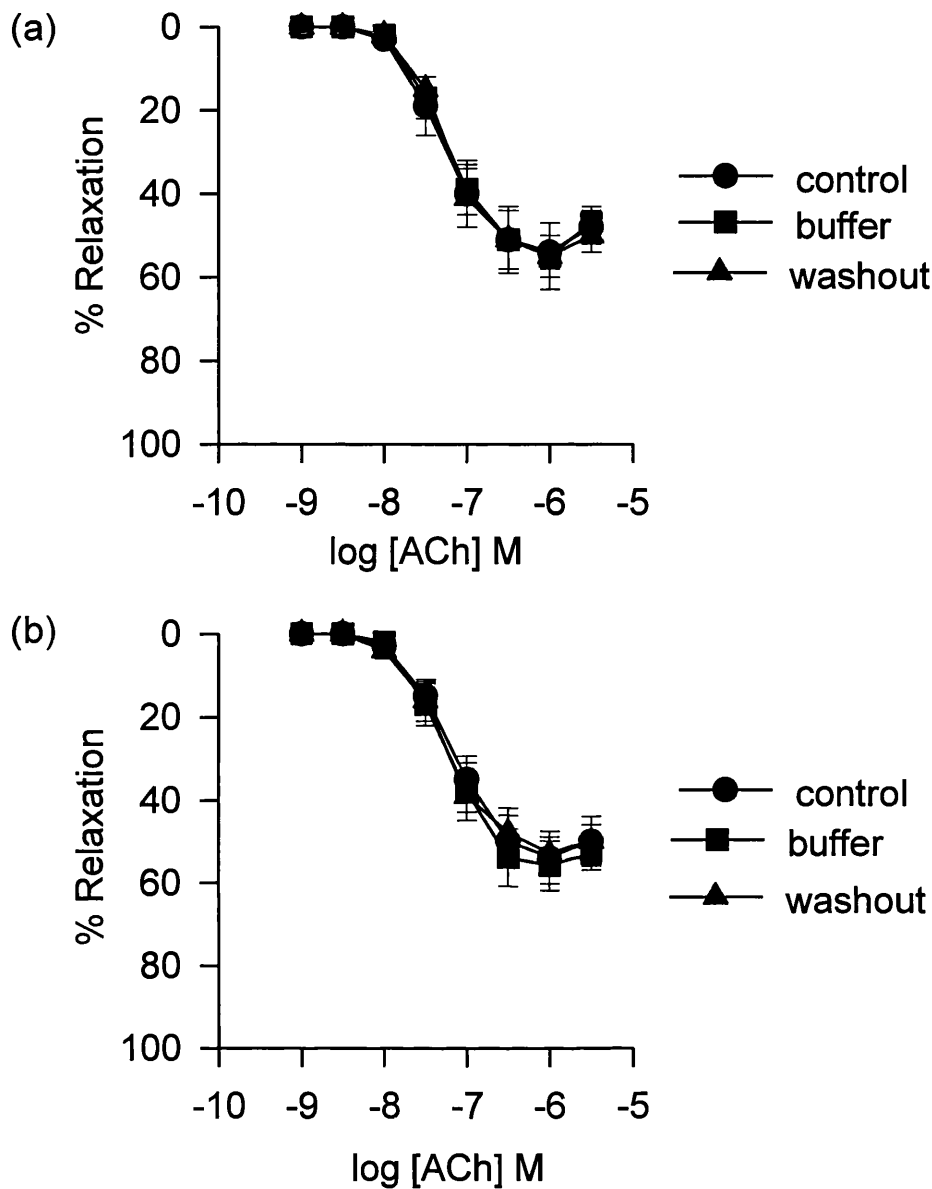 (a)
% Relaxation
0
20
40
60
80
100
-10 -9 -8 -7 -6 -5
log [ACh] M
control
buffer
washout
(b)
% Relaxation
0
20
40
60
80
100
-10 -9 -8 -7 -6 -5
log [ACh] M
control
buffer
washout